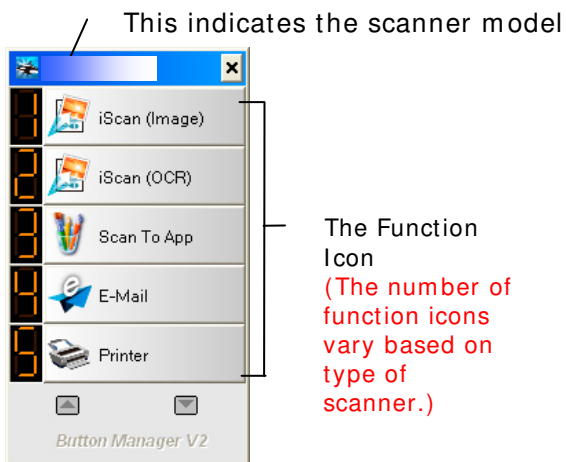 This indicates the scanner model
1 iScan (Image)
2 iScan (OCR)
3 Scan To App
4 E-Mail
5 Printer
Button Manager V2
The Function
Icon
(The number of
function icons
vary based on
type of
scanner.)